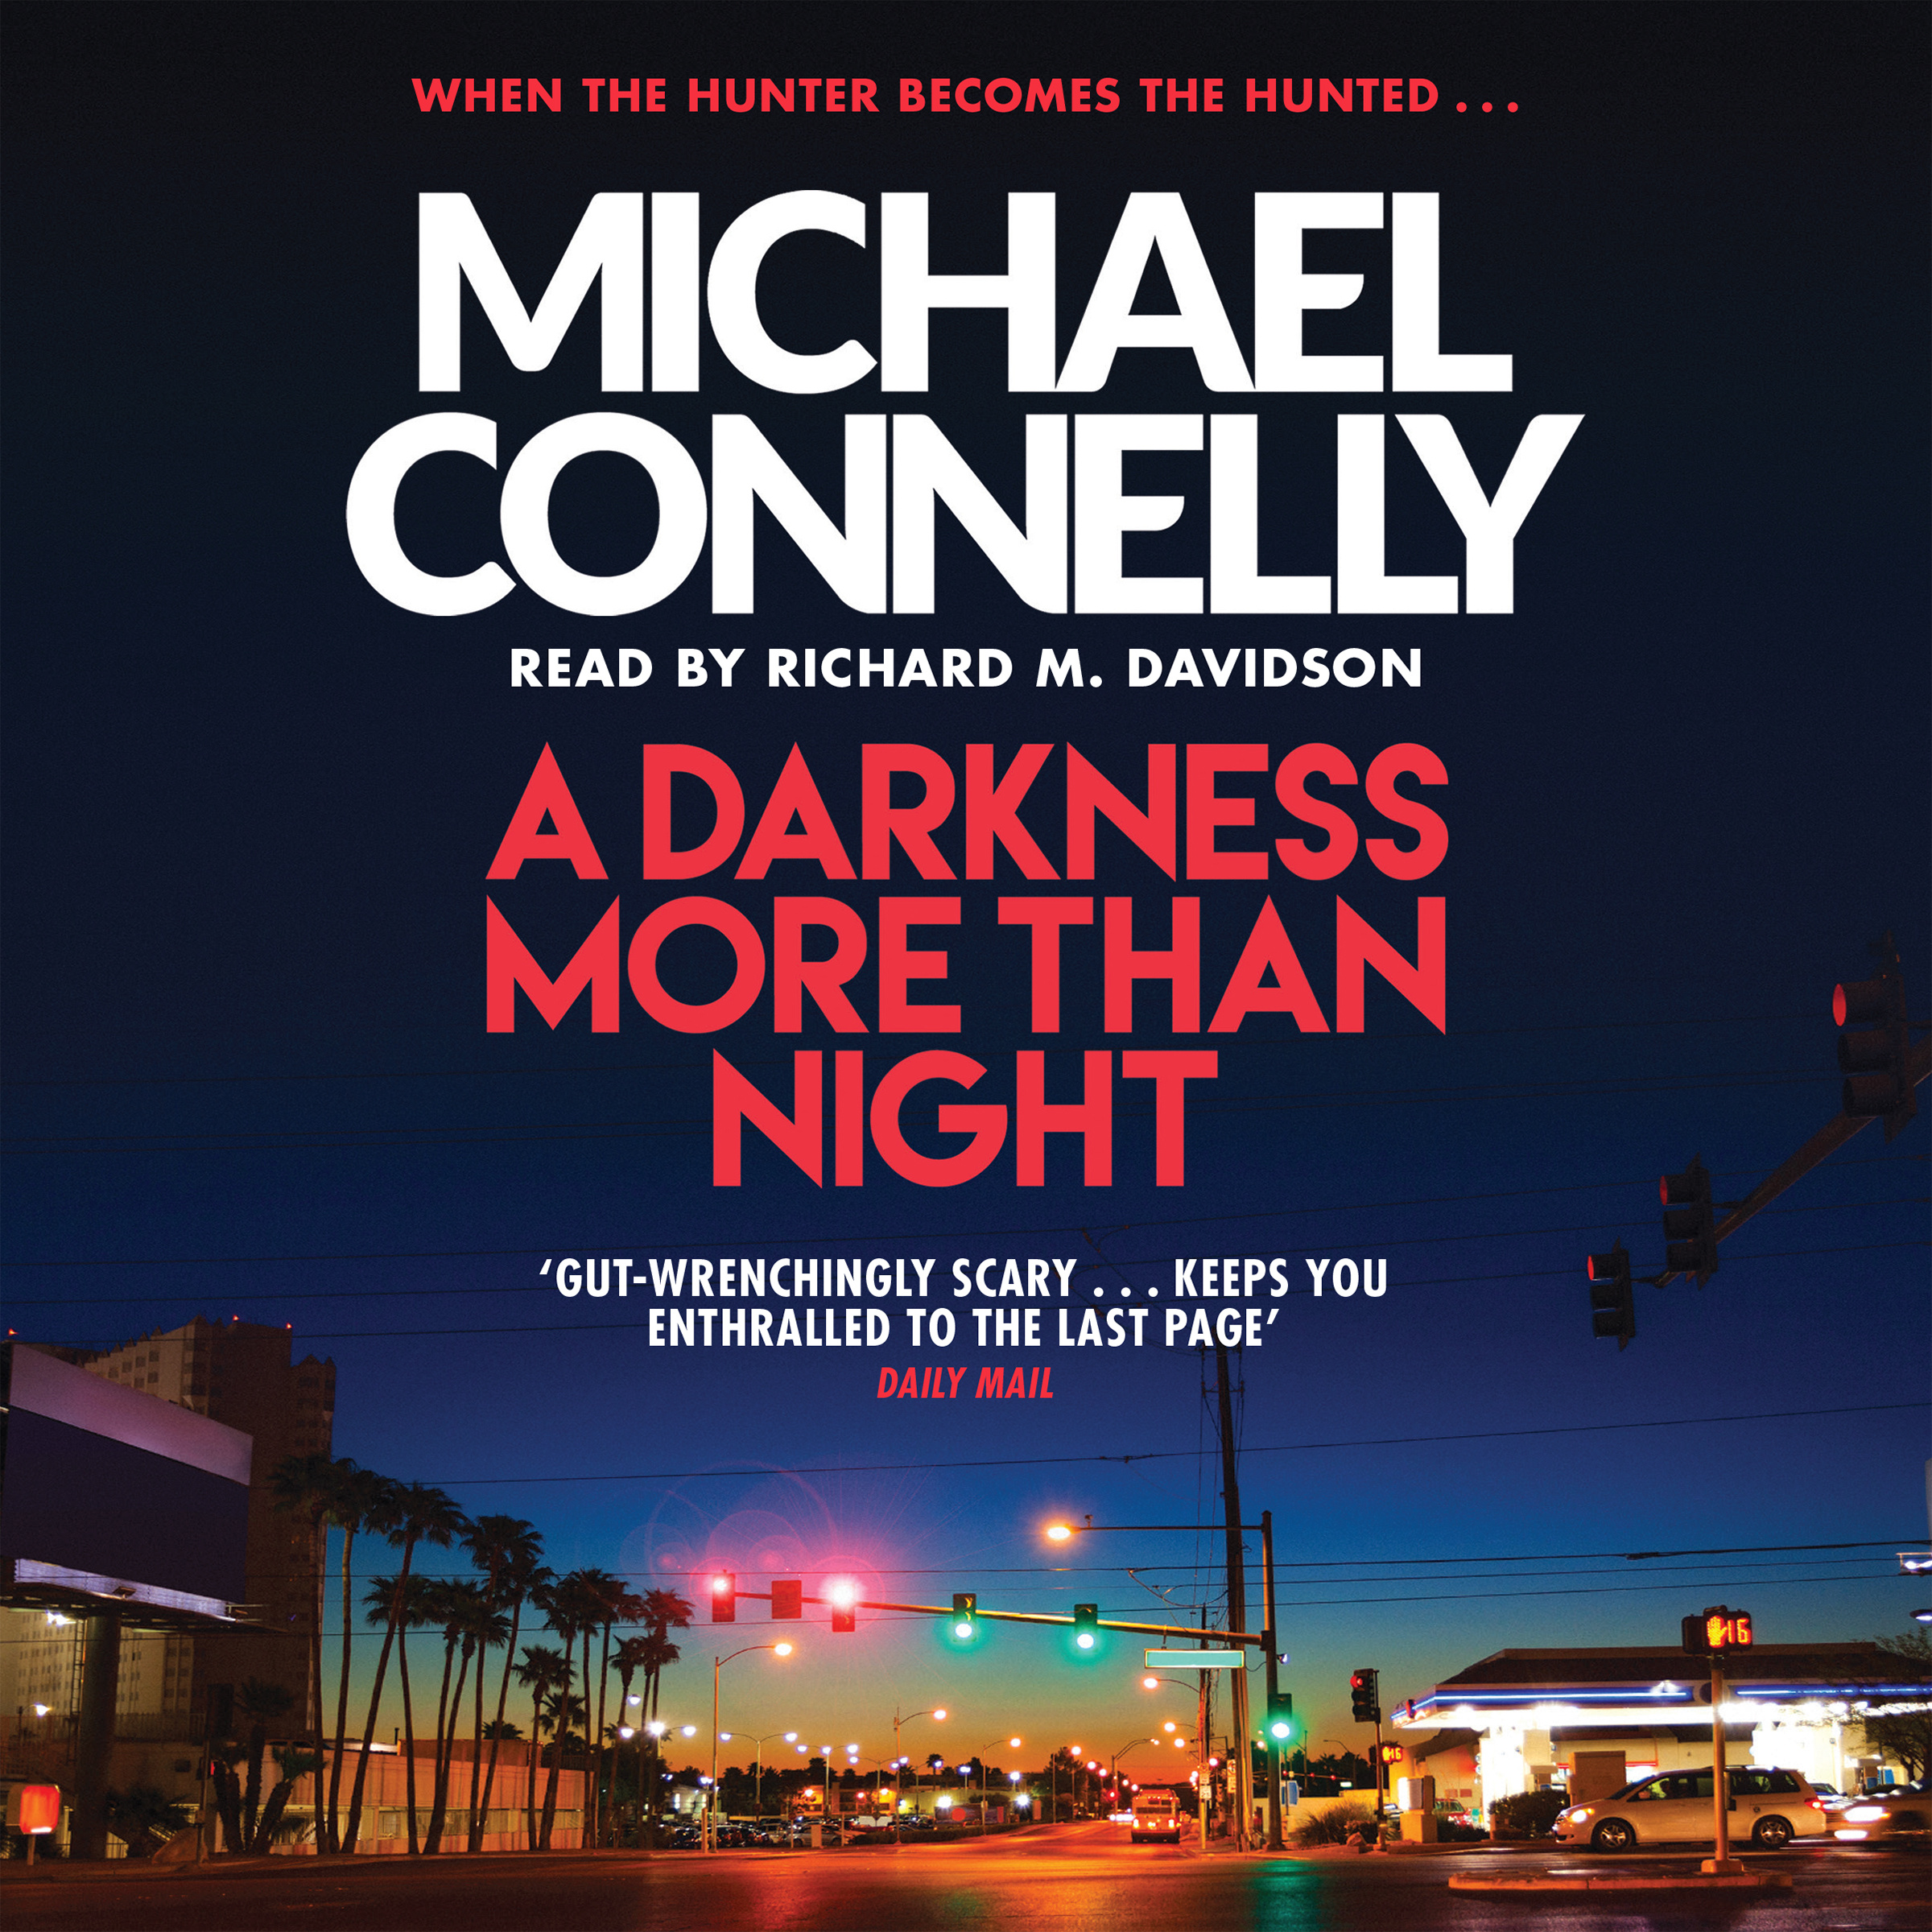 WHEN THE HUNTER BECOMES THE HUNTED . . .
MICHAEL
CONNELLY
READ BY RICHARD M. DAVIDSON
A DARKNESS
MORE THAN
NIGHT
‘GUT-WRENCHINGLY SCARY . . . KEEPS YOU
ENTHRALLED TO THE LAST PAGE’
DAILY MAIL
16
16